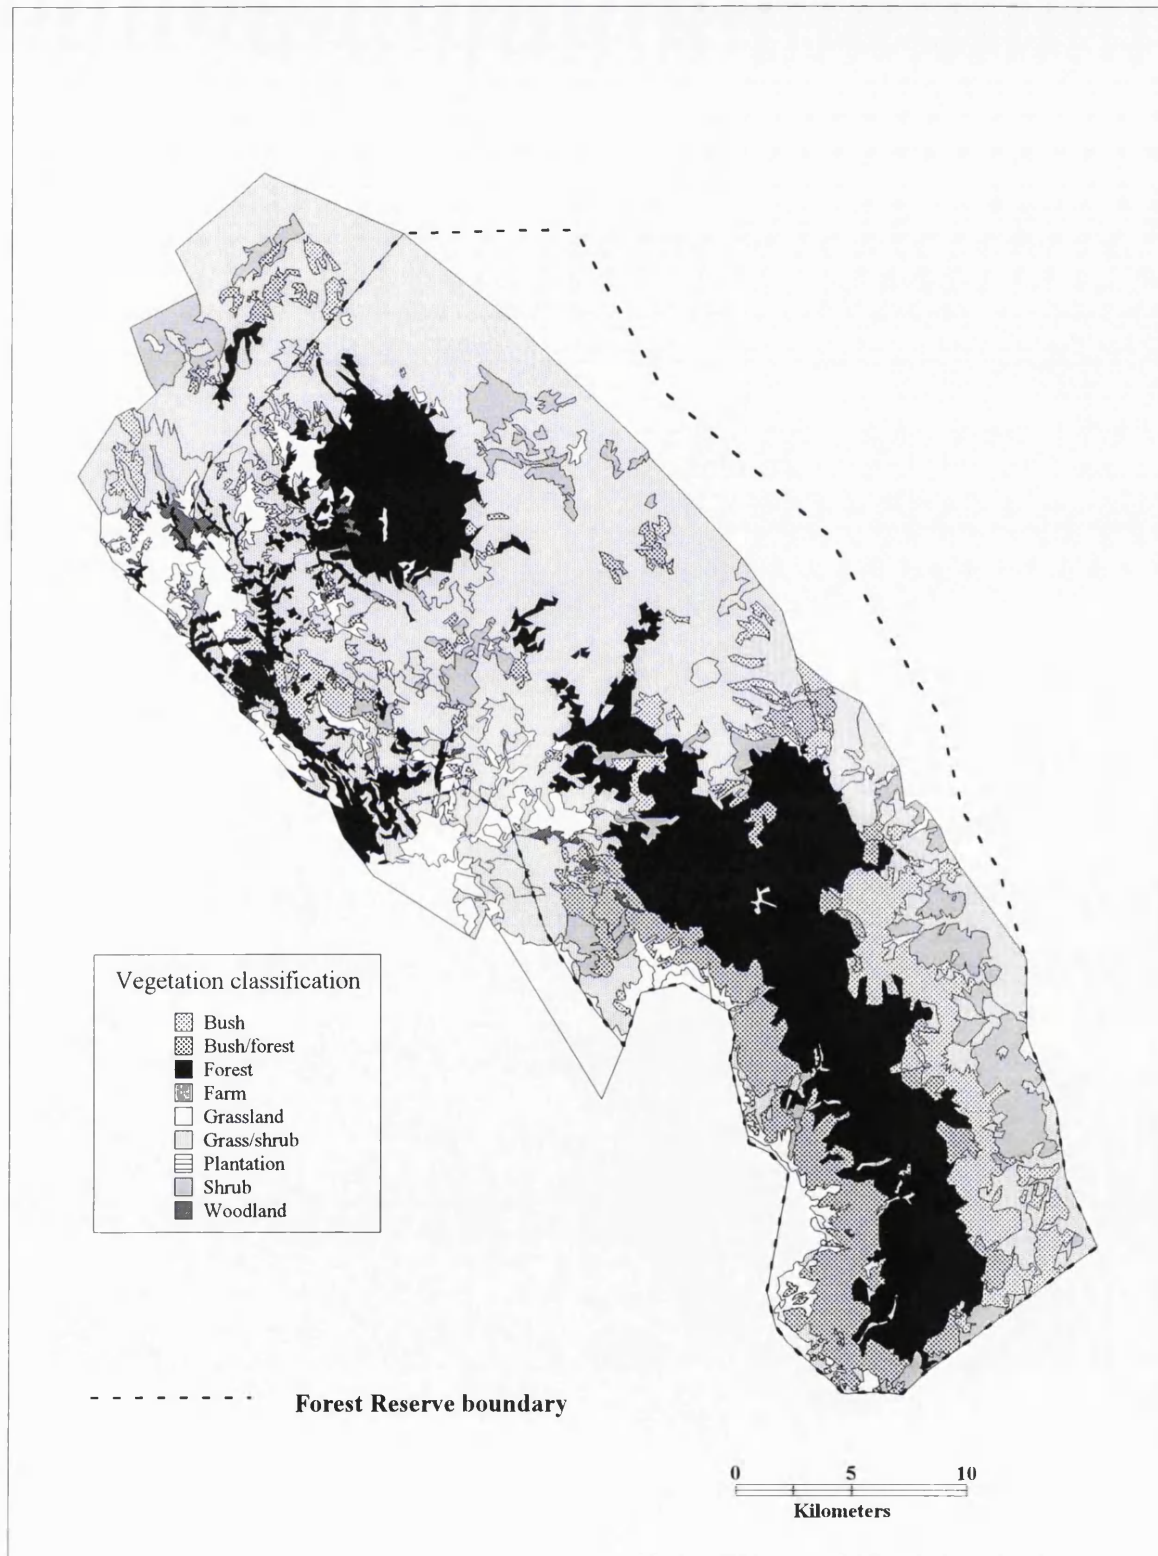 Vegetation classification
Bush
Bush/forest
Forest
Farm
Grassland
Grass/shrub
Plantation
Shrub
Woodland
Forest Reserve boundary
0 5 10
Kilometers